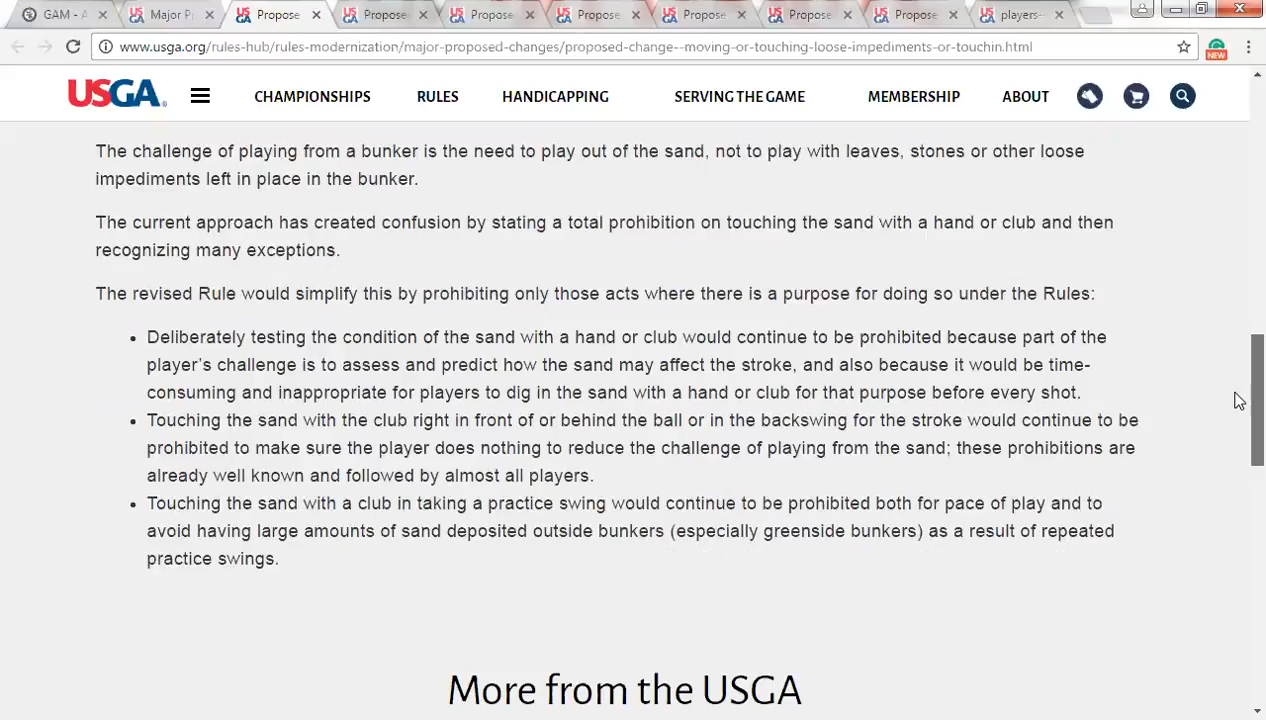 GAM - A
Major Pr
Propose
Propose
Propose
Propose
Propose
Propose
Propose
players-
www.usga.org/rules-hub/rules-modernization/major-proposed-changes/proposed-change--moving-or-touching-loose-impediments-or-touchin.html
NEW
USGA
CHAMPIONSHIPS
RULES
HANDICAPPING
SERVING THE GAME
MEMBERSHIP
ABOUT
The challenge of playing from a bunker is the need to play out of the sand, not to play with leaves, stones or other loose
impediments left in place in the bunker.
The current approach has created confusion by stating a total prohibition on touching the sand with a hand or club and then
recognizing many exceptions.
The revised Rule would simplify this by prohibiting only those acts where there is a purpose for doing so under the Rules:
• Deliberately testing the condition of the sand with a hand or club would continue to be prohibited because part of the
player's challenge is to assess and predict how the sand may affect the stroke, and also because it would be time-
consuming and inappropriate for players to dig in the sand with a hand or club for that purpose before every shot.
• Touching the sand with the club right in front of or behind the ball or in the backswing for the stroke would continue to be
prohibited to make sure the player does nothing to reduce the challenge of playing from the sand; these prohibitions are
already well known and followed by almost all players.
• Touching the sand with a club in taking a practice swing would continue to be prohibited both for pace of play and to
avoid having large amounts of sand deposited outside bunkers (especially greenside bunkers) as a result of repeated
practice swings.
More from the USGA